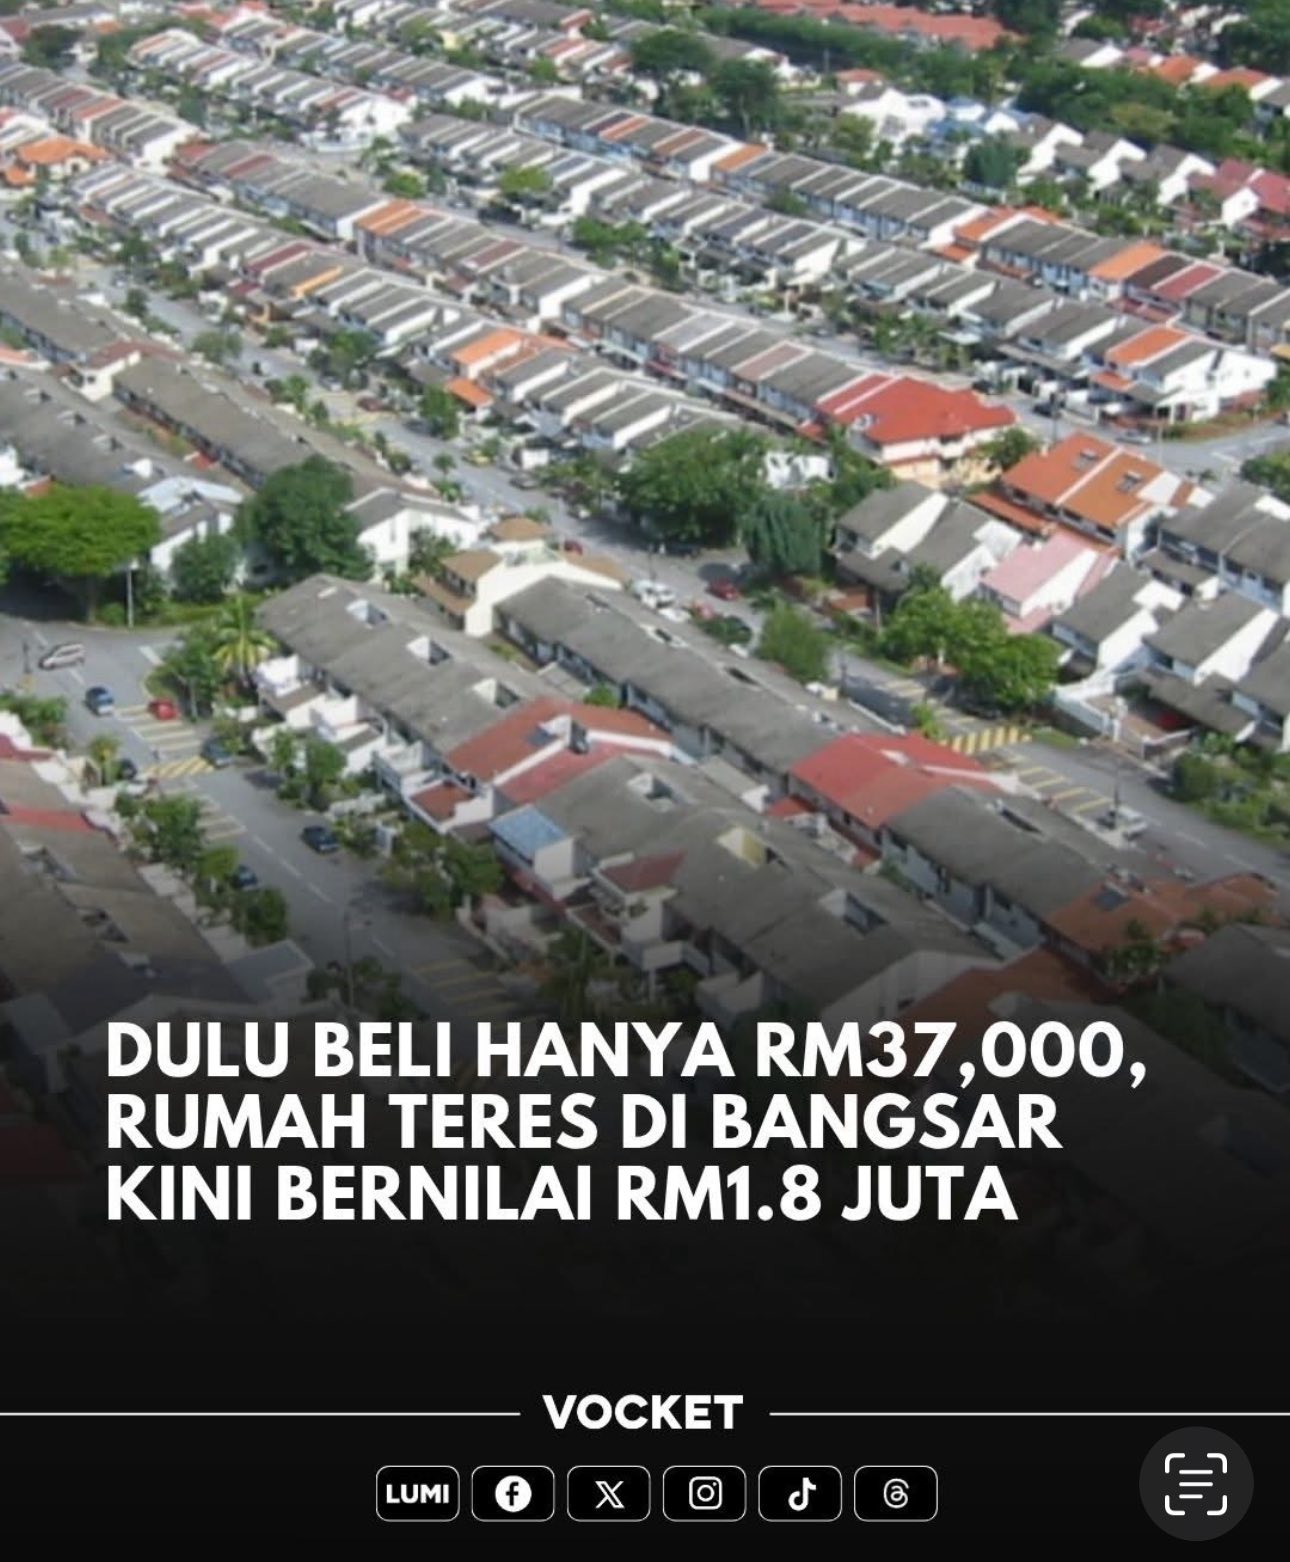 DULU BELI HANYA RM37,000,
RUMAH TERES DI BANGSAR
KINI BERNILAI RM1.8 JUTA
VOCKET
LUMI